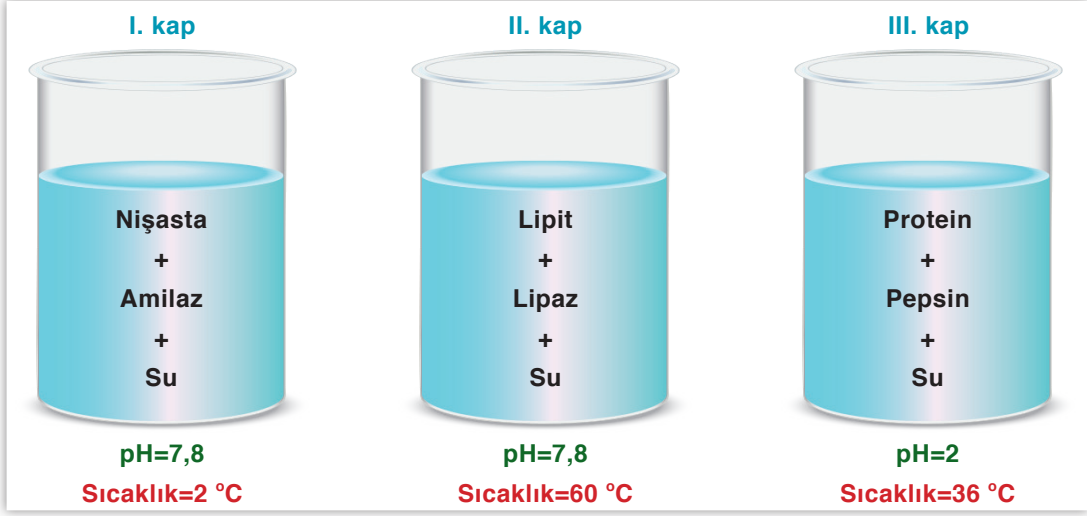 I. kap
II. kap
III. kap
Nişasta
+
Amilaz
+
Su
Lipit
+
Lipaz
+
Su
Protein
+
Pepsin
+
Su
pH=7,8
Sıcaklık=2 °C
pH=7,8
Sıcaklık=60 °C
pH=2
Sıcaklık=36 °C